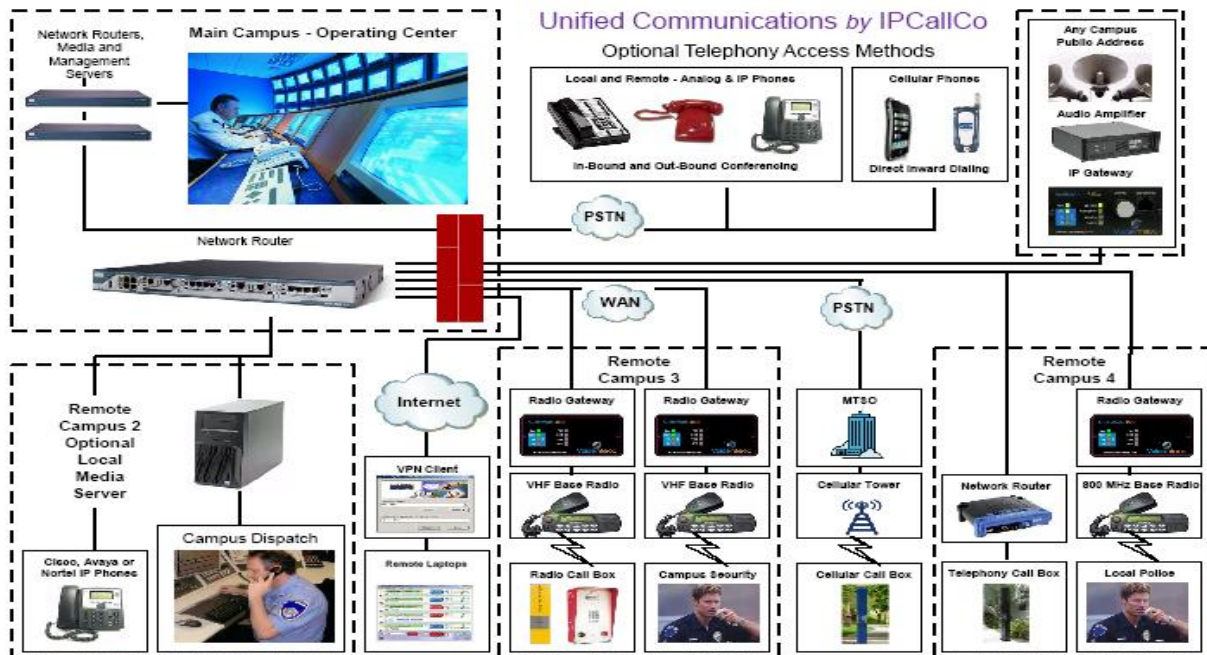 Network Routers,
Media and
Management
Servers
Main Campus - Operating Center
Unified Communications by IPCallCo
Optional Telephony Access Methods
Local and Remote - Analog & IP Phones
In-Bound and Out-Bound Conferencing
Cellular Phones
Direct Inward Dialing
Any Campus
Public Address
Audio Amplifier
IP Gateway
PSTN
Network Router
WAN
PSTN
Remote
Campus 2
Optional
Local
Media
Server
Cisco, Avaya or
Nortel IP Phones
Campus Dispatch
Internet
VPN Client
Remote Laptops
Remote
Campus 3
Radio Gateway
VHF Base Radio
Radio Call Box
Radio Gateway
VHF Base Radio
Campus Security
MTSO
Cellular Tower
Cellular Call Box
Remote
Campus 4
Network Router
Telephony Call Box
Radio Gateway
800 MHz Base Radio
Local Police